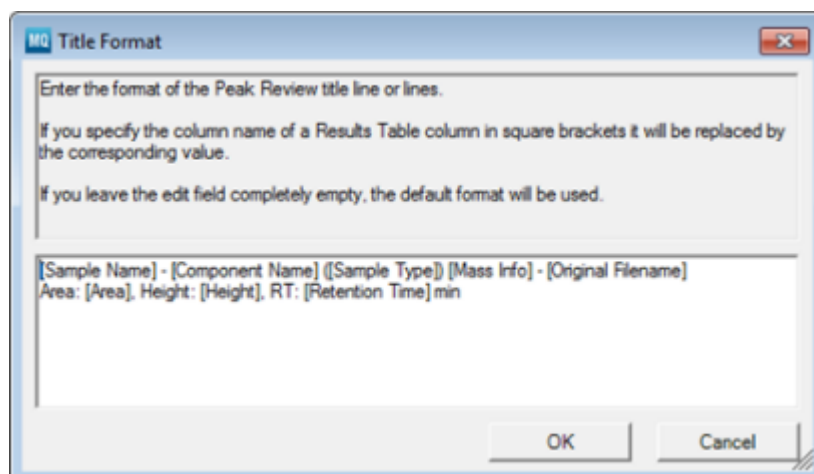 MQ Title Format
Enter the format of the Peak Review title line or lines.
If you specify the column name of a Results Table column in square brackets it will be replaced by
the corresponding value.
If you leave the edit field completely empty, the default format will be used.
[Sample Name] - [Component Name] ([Sample Type]) [Mass Info] - [Original Filename]
Area: [Area], Height: [Height], RT: [Retention Time] min
OK Cancel